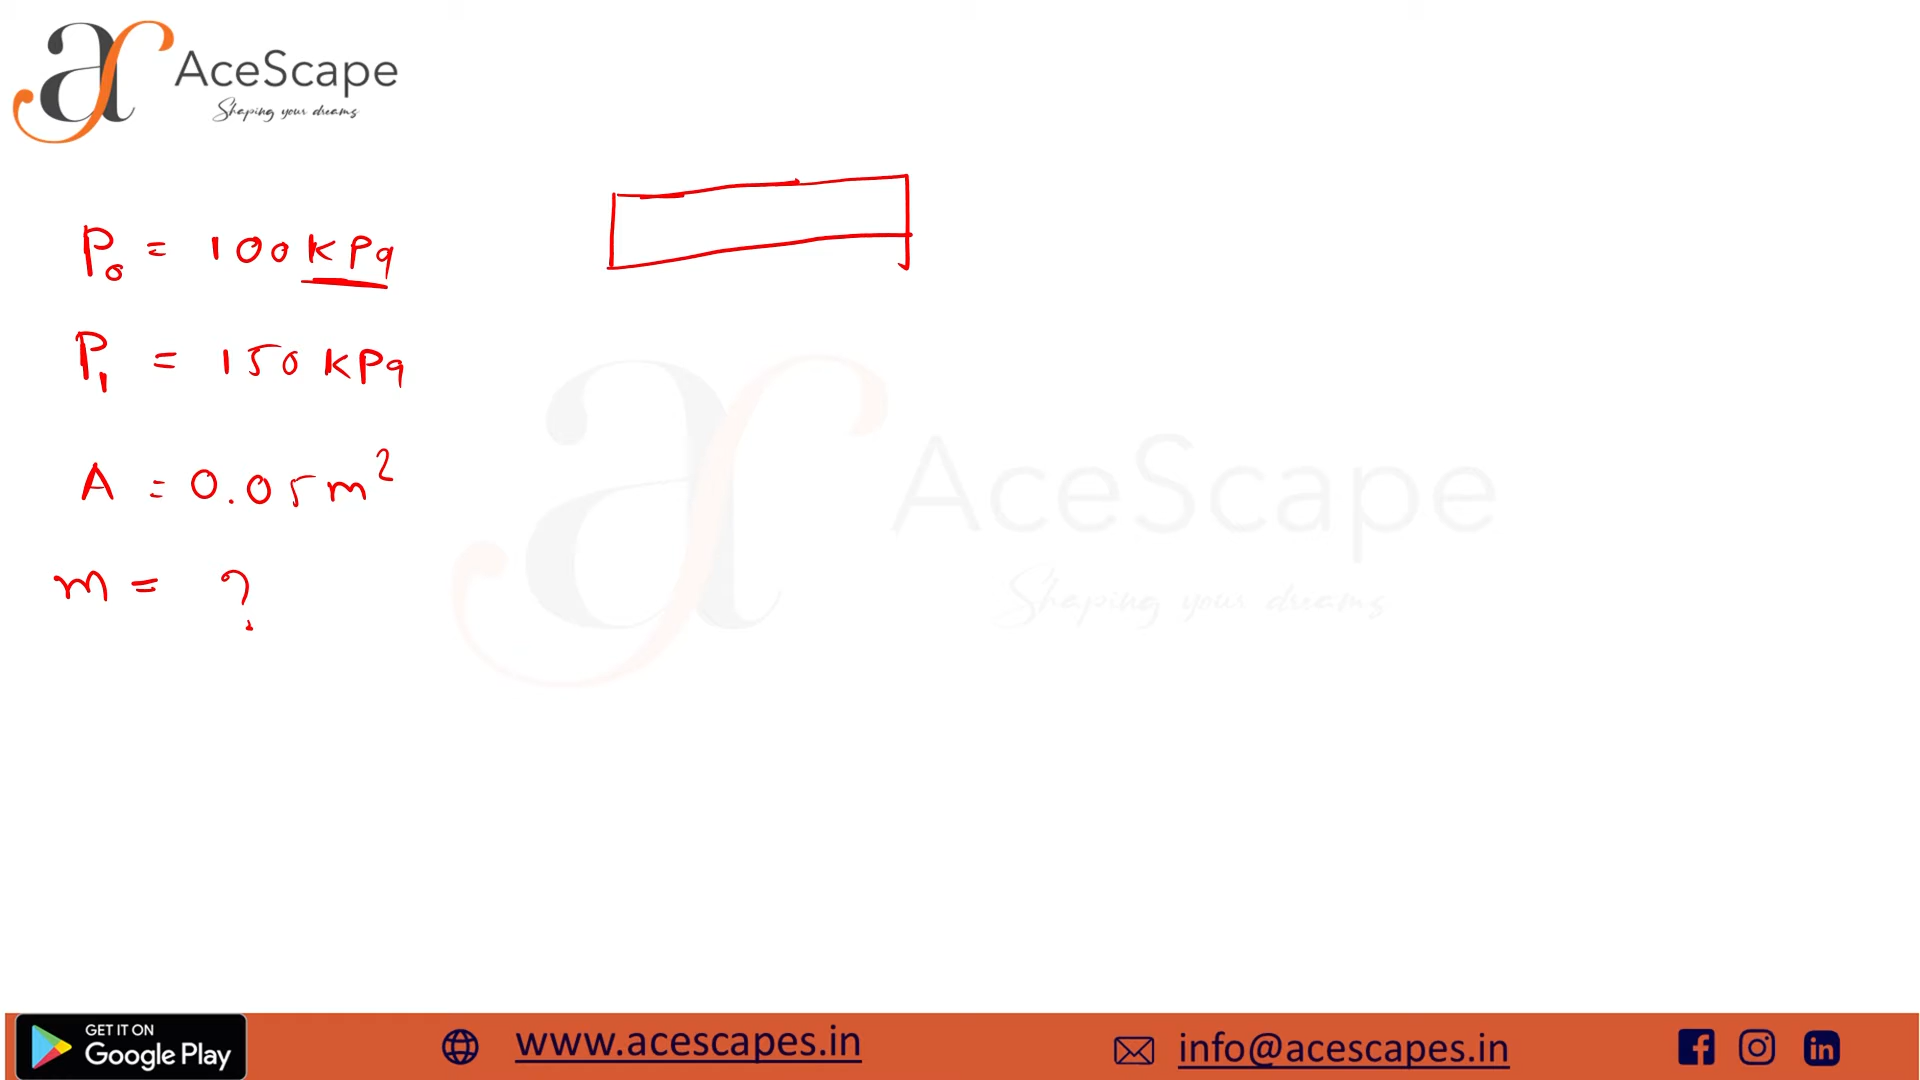 AceScape
Shaping your dreams
P₀ = 100 kPa
P₁ = 150 kPa
A = 0.05 m²
m = ?
AceScape
Shaping your dreams
GET IT ON
Google Play
www.acescapes.in
info@acescapes.in